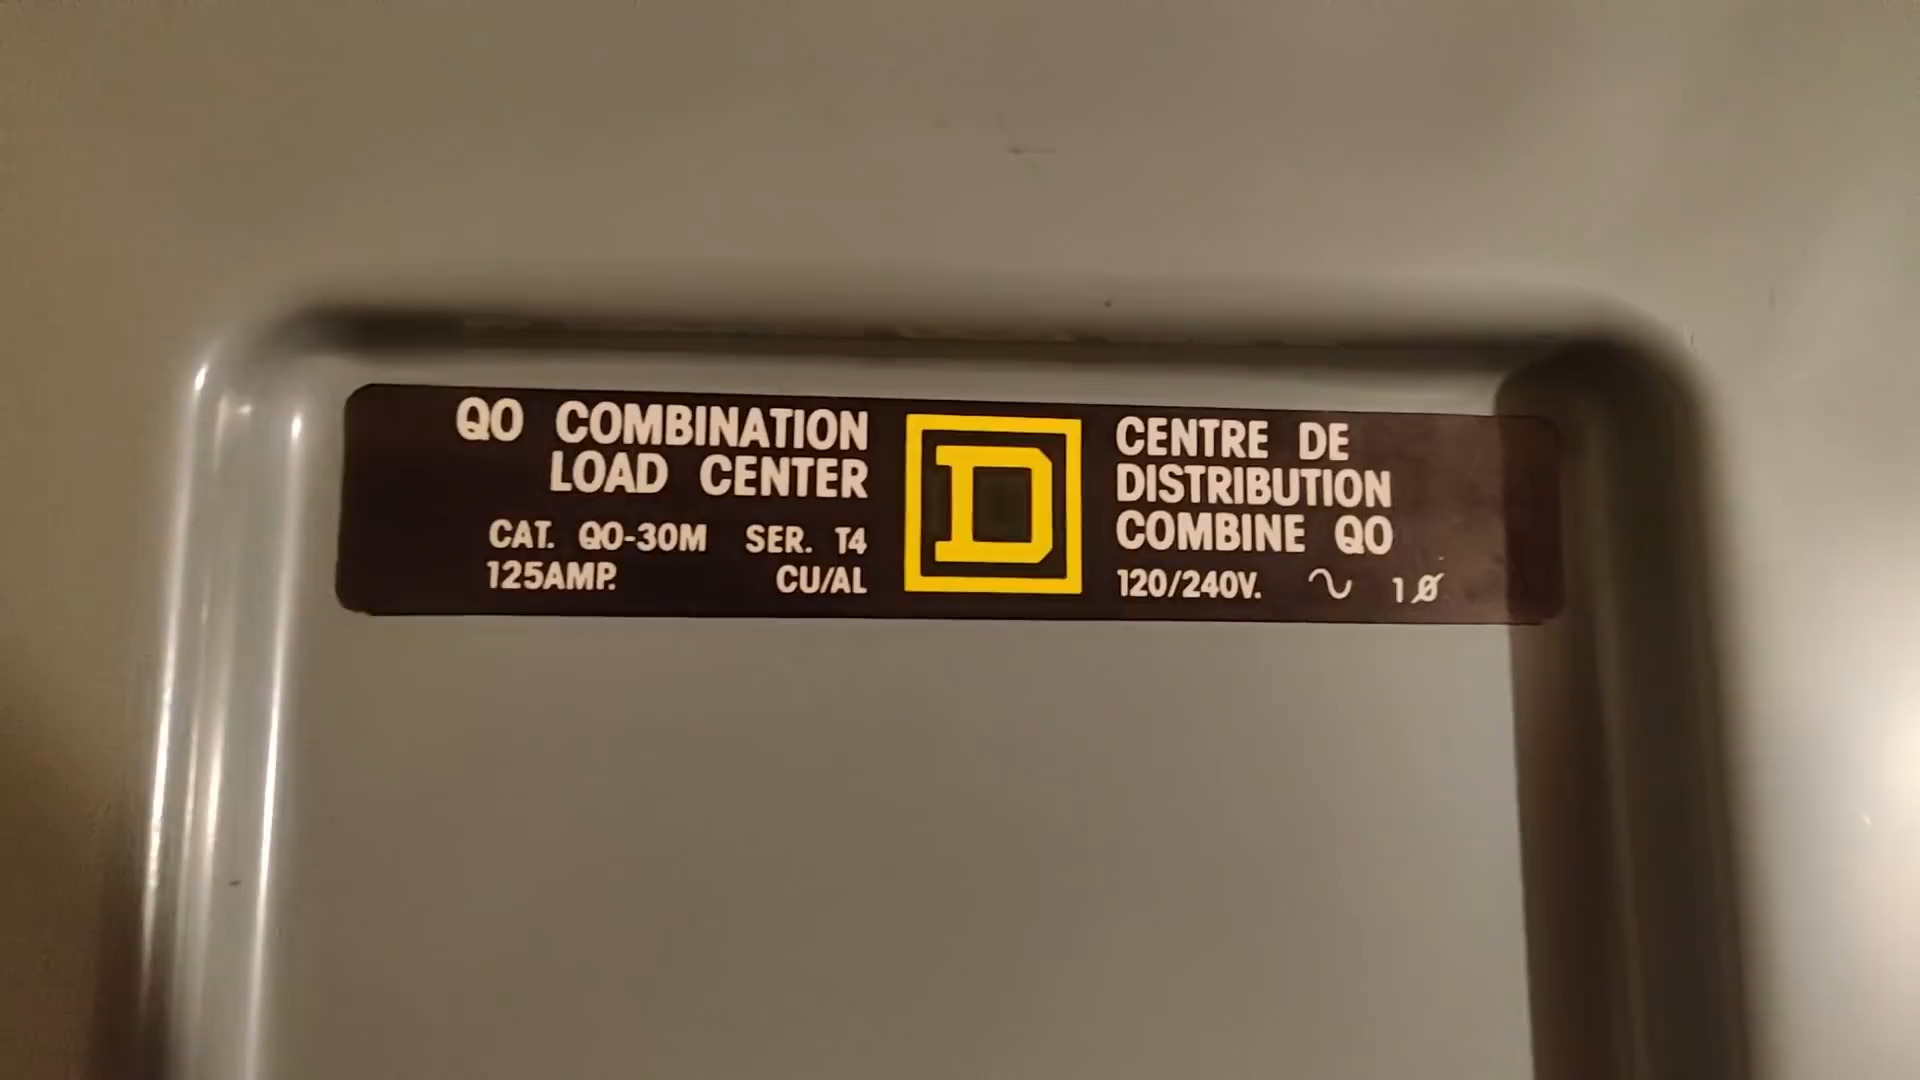 QO COMBINATION
LOAD CENTER
CAT. QO-30M SER. T4
125AMP. CU/AL
D
CENTRE DE
DISTRIBUTION
COMBINE QO
120/240V. ∿ 1Ø